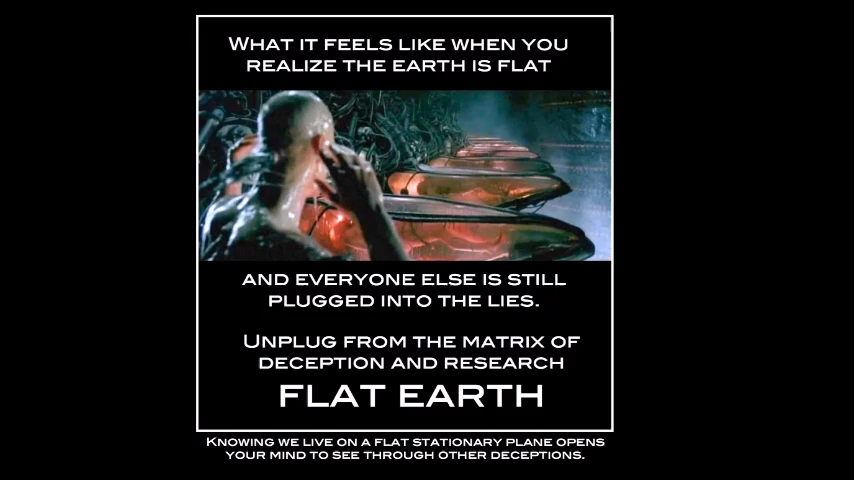 What it feels like when you
realize the earth is flat
and everyone else is still
plugged into the lies.
Unplug from the matrix of
deception and research
FLAT EARTH
Knowing we live on a flat stationary plane opens
your mind to see through other deceptions.